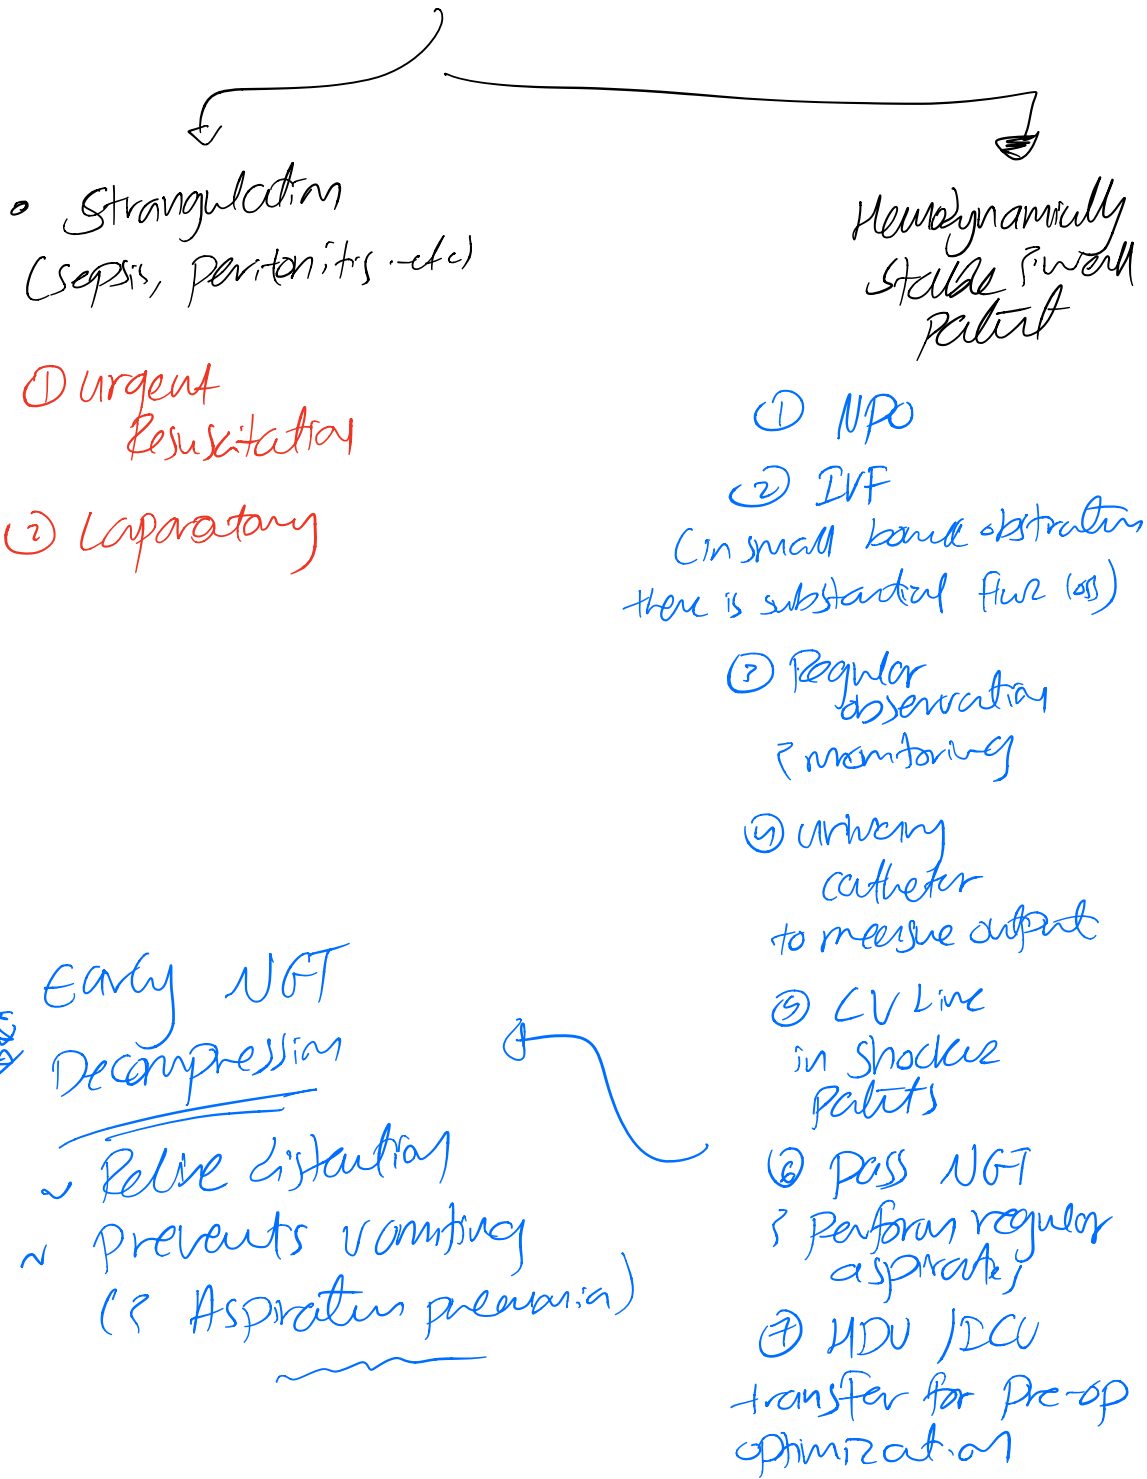 • Strangulation
(sepsis, peritonitis..etc)
① urgent
Resuscitation
② Laparatomy
Hemodynamically
stable & well
patient
① NPO
② IVF
(in small bowel obstruction
there is substantial fluid loss)
③ Regular
observation
& monitoring
④ urinary
catheter
to measure output
⑤ CV Line
in shocked
patients
⑥ pass NGT
& perform regular
aspirates
⑦ HDU /ICU
transfer for pre-op
optimization
Early NGT
Decompression
~ Relive distention
~ Prevents vomiting
(& Aspiration pneumonia)